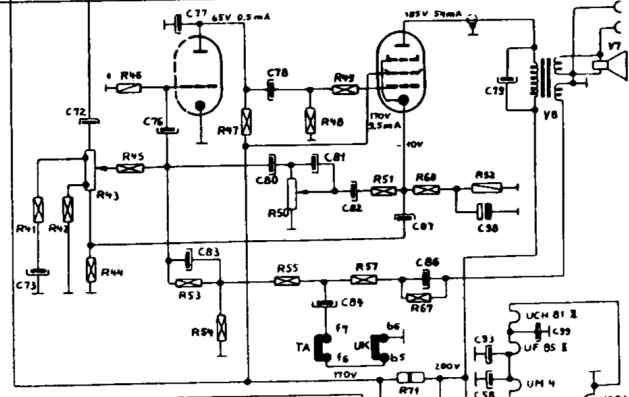 C77
65V 0.5mA
185V 54mA
V7
R46
C78
R49
C79
C76
R47
R48
170V
9.5mA
V8
C72
10V
R45
C80
C81
R43
R50
C82
R51
R68
R52
R41
R42
C87
C98
C73
R44
C83
R53
R55
R57
C86
R67
R54
C84
f7
b6
UCH 81 II
C99
TA
UK
C93
UF 85 II
f6
b5
170V
R71
200V
C58
UM 4